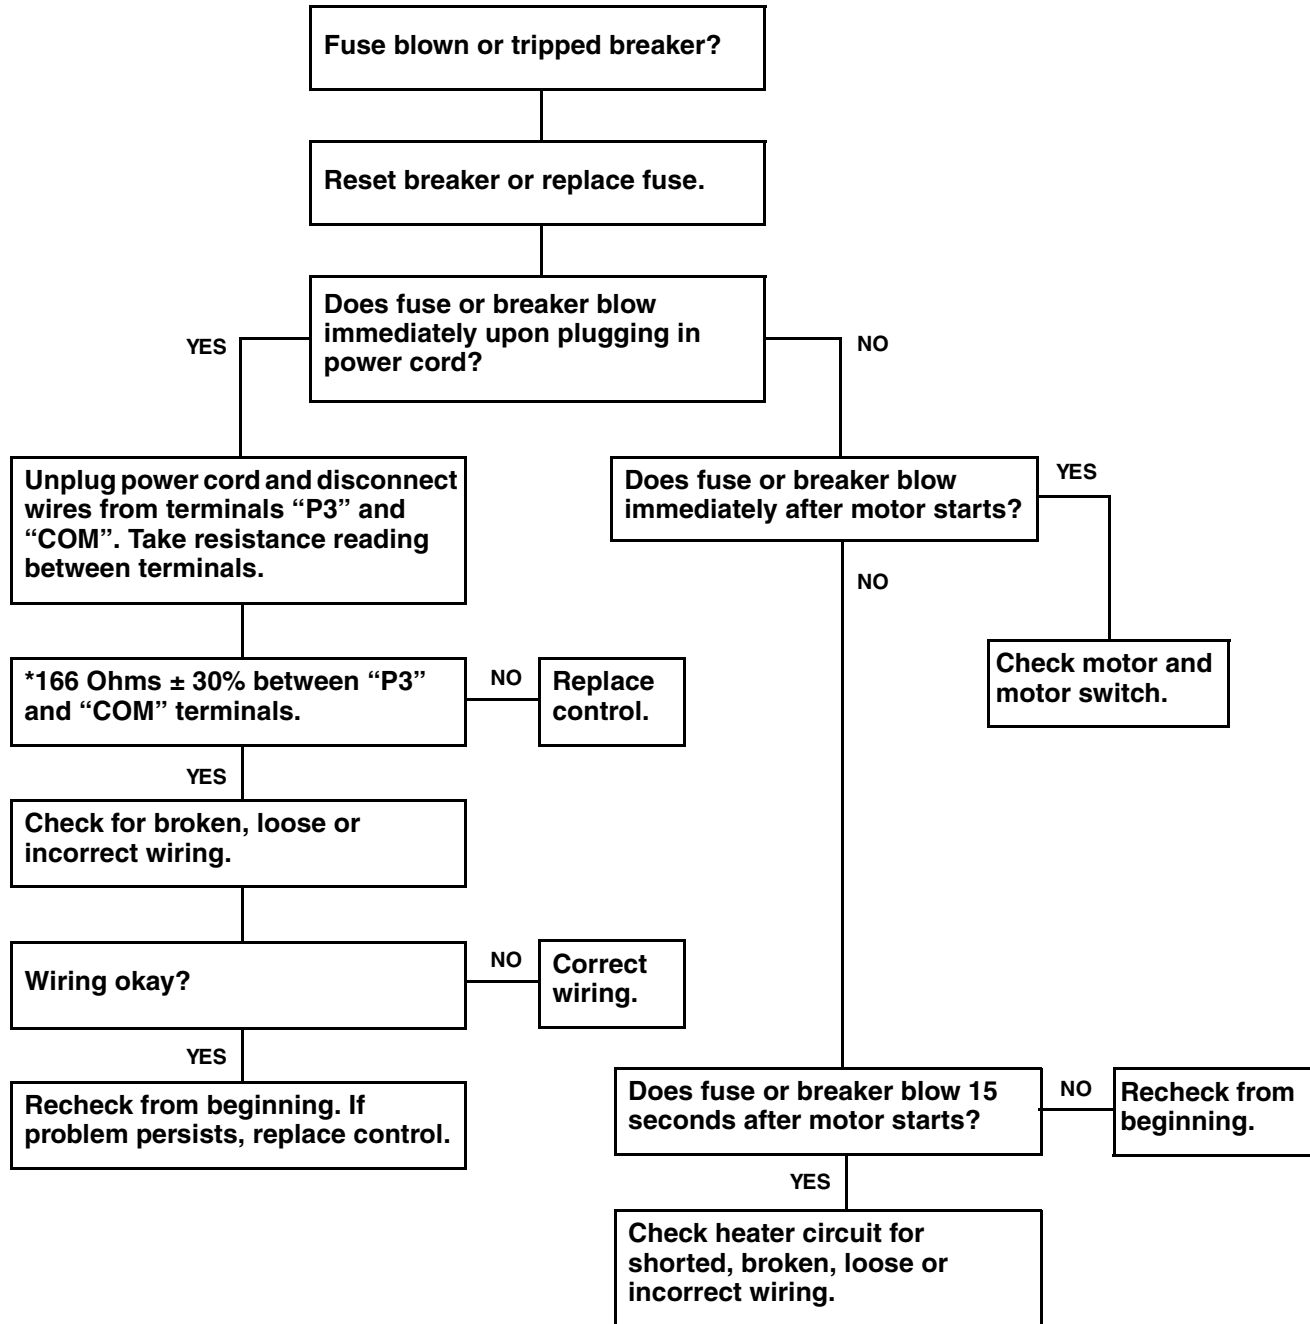 Fuse blown or tripped breaker?
Reset breaker or replace fuse.
Does fuse or breaker blow
immediately upon plugging in
power cord?
YES
NO
Unplug power cord and disconnect
wires from terminals “P3” and
“COM”. Take resistance reading
between terminals.
Does fuse or breaker blow
immediately after motor starts?
YES
NO
*166 Ohms ± 30% between “P3”
and “COM” terminals.
NO
Replace
control.
Check motor and
motor switch.
YES
Check for broken, loose or
incorrect wiring.
Wiring okay?
NO
Correct
wiring.
YES
Recheck from beginning. If
problem persists, replace control.
Does fuse or breaker blow 15
seconds after motor starts?
NO
Recheck from
beginning.
YES
Check heater circuit for
shorted, broken, loose or
incorrect wiring.